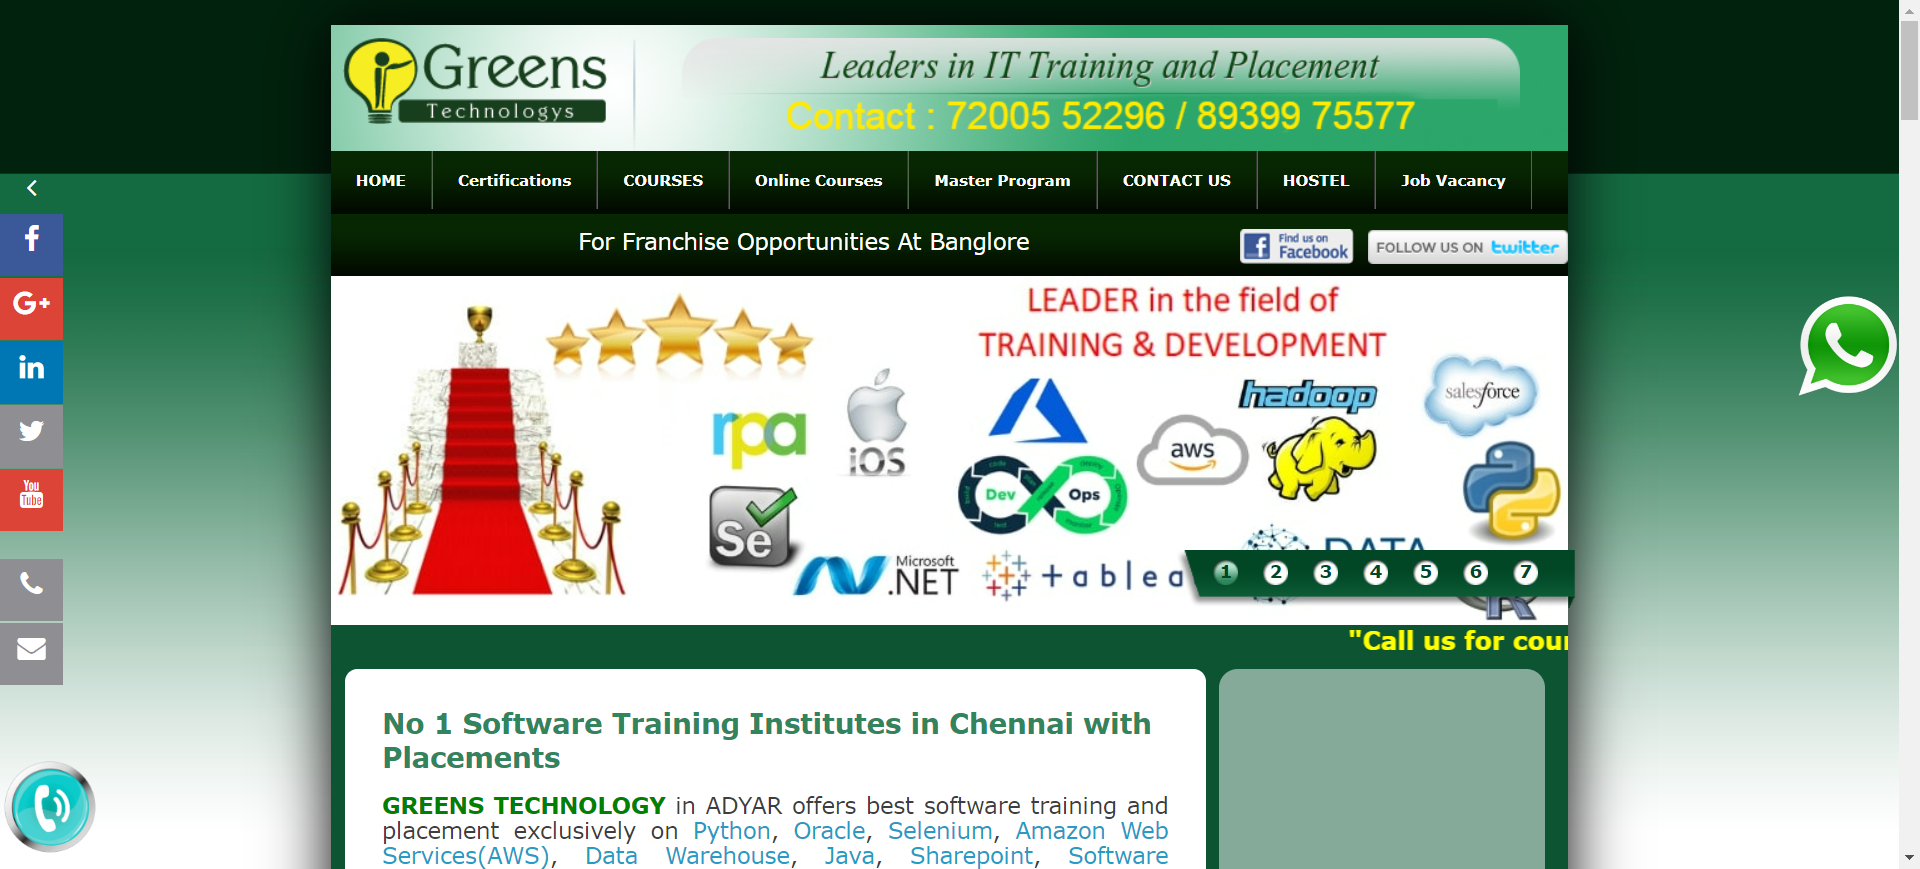 Greens
Technologys
Leaders in IT Training and Placement
Contact : 72005 52296 / 89399 75577
HOME
Certifications
COURSES
Online Courses
Master Program
CONTACT US
HOSTEL
Job Vacancy
For Franchise Opportunities At Banglore
Find us on
Facebook
FOLLOW US ON twitter
G+
in
You
Tube
LEADER in the field of
TRAINING & DEVELOPMENT
rpa
iOS
hadoop
salesforce
aws
Dev
Ops
Se
Microsoft
.NET
DATA
R
1 2 3 4 5 6 7
"Call us for
No 1 Software Training Institutes in Chennai with
Placements
GREENS TECHNOLOGY in ADYAR offers best software training and
placement exclusively on Python, Oracle, Selenium, Amazon Web
Services(AWS), Data Warehouse, Java, Sharepoint, Software